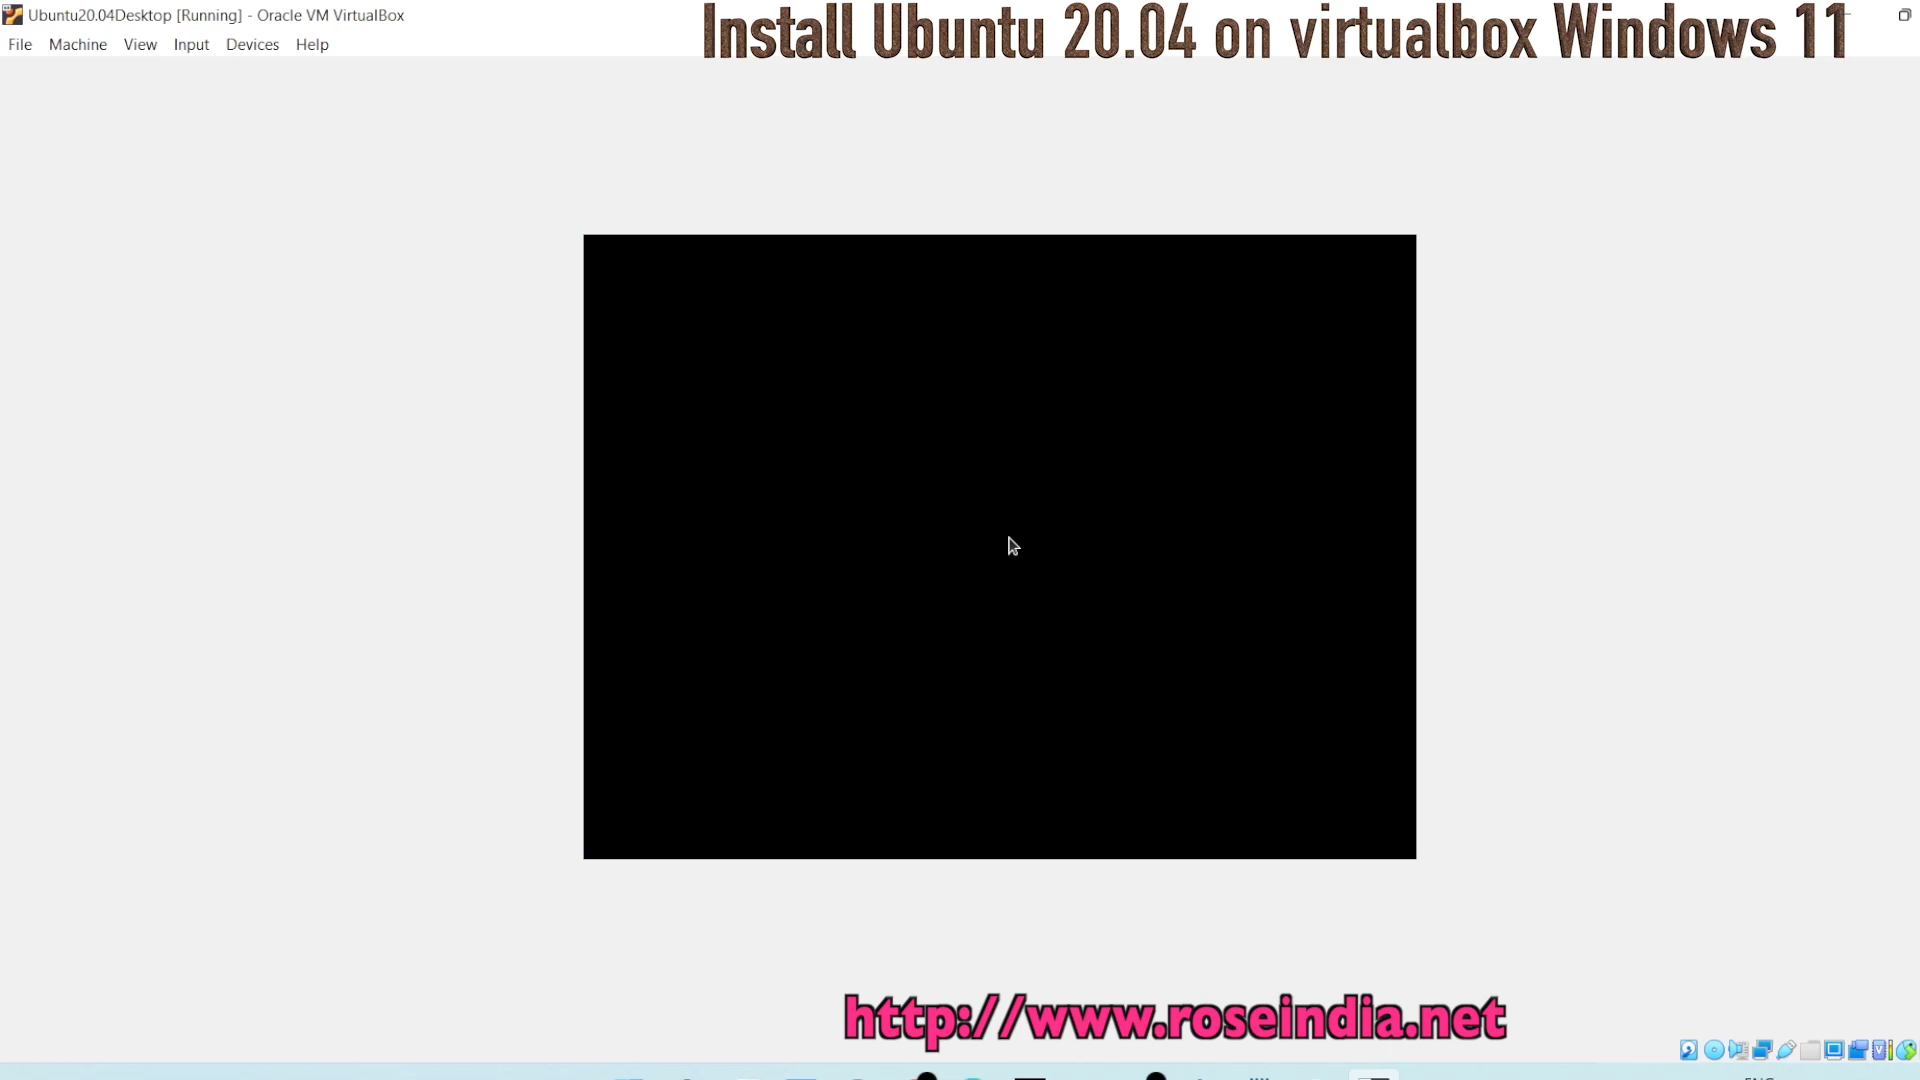 Ubuntu20.04Desktop [Running] - Oracle VM VirtualBox
Install Ubuntu 20.04 on virtualbox Windows 11
File Machine View Input Devices Help
http://www.roseindia.net